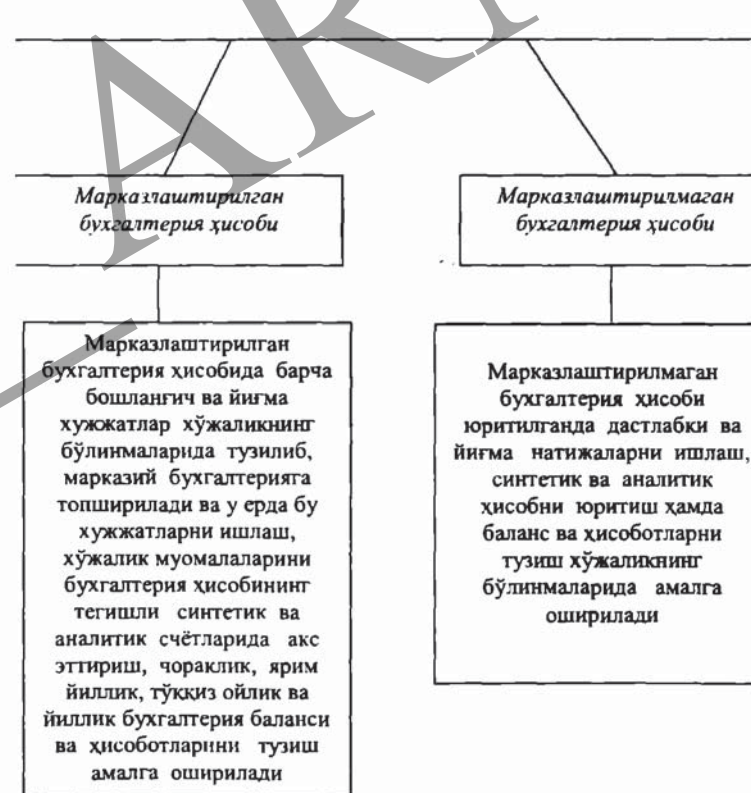 Марказлаштирилган
бухгалтерия ҳисоби
Марказлаштирилмаган
бухгалтерия ҳисоби
Марказлаштирилган
бухгалтерия ҳисобида барча
бошланғич ва йиғма
хужжатлар хўжаликнинг
бўлинмаларида тузилиб,
марказий бухгалтерияга
топширилади ва у ерда бу
хужжатларни ишлаш,
хўжалик муомалаларини
бухгалтерия ҳисобининг
тегишли синтетик ва
аналитик счётларида акс
эттириш, чораклик, ярим
йиллик, тўққиз ойлик ва
йиллик бухгалтерия баланси
ва ҳисоботларини тузиш
амалга оширилади
Марказлаштирилмаган
бухгалтерия ҳисоби
юритилганда дастлабки ва
йиғма натижаларни ишлаш,
синтетик ва аналитик
ҳисобни юритиш ҳамда
баланс ва ҳисоботларни
тузиш хўжаликнинг
бўлинмаларида амалга
оширилади